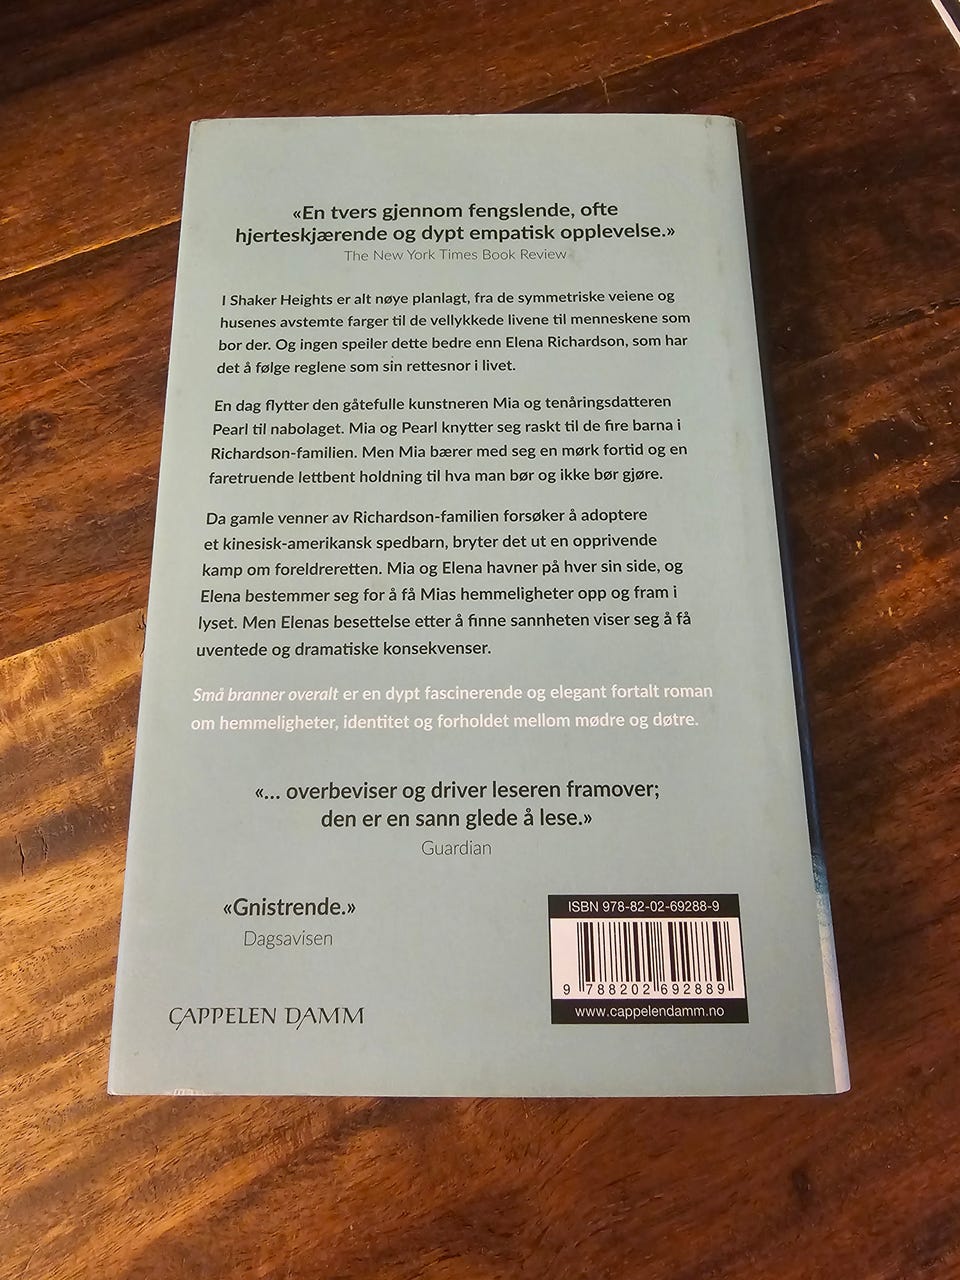 «En tvers gjennom fengslende, ofte
hjerteskjærende og dypt empatisk opplevelse.»
The New York Times Book Review
I Shaker Heights er alt nøye planlagt, fra de symmetriske veiene og
husenes avstemte farger til de vellykkede livene til menneskene som
bor der. Og ingen speiler dette bedre enn Elena Richardson, som har
det å følge reglene som sin rettesnor i livet.
En dag flytter den gåtefulle kunstneren Mia og tenåringsdatteren
Pearl til nabolaget. Mia og Pearl knytter seg raskt til de fire barna i
Richardson-familien. Men Mia bærer med seg en mørk fortid og en
faretruende lettbent holdning til hva man bør og ikke bør gjøre.
Da gamle venner av Richardson-familien forsøker å adoptere
et kinesisk-amerikansk spedbarn, bryter det ut en opprivende
kamp om foreldreretten. Mia og Elena havner på hver sin side, og
Elena bestemmer seg for å få Mias hemmeligheter opp og fram i
lyset. Men Elenas besettelse etter å finne sannheten viser seg å få
uventede og dramatiske konsekvenser.
Små branner overalt er en dypt fascinerende og elegant fortalt roman
om hemmeligheter, identitet og forholdet mellom mødre og døtre.
«... overbeviser og driver leseren framover;
den er en sann glede å lese.»
Guardian
«Gnistrende.»
Dagsavisen
CAPPELEN DAMM
ISBN 978-82-02-69288-9
9 788202 692889
www.cappelendamm.no